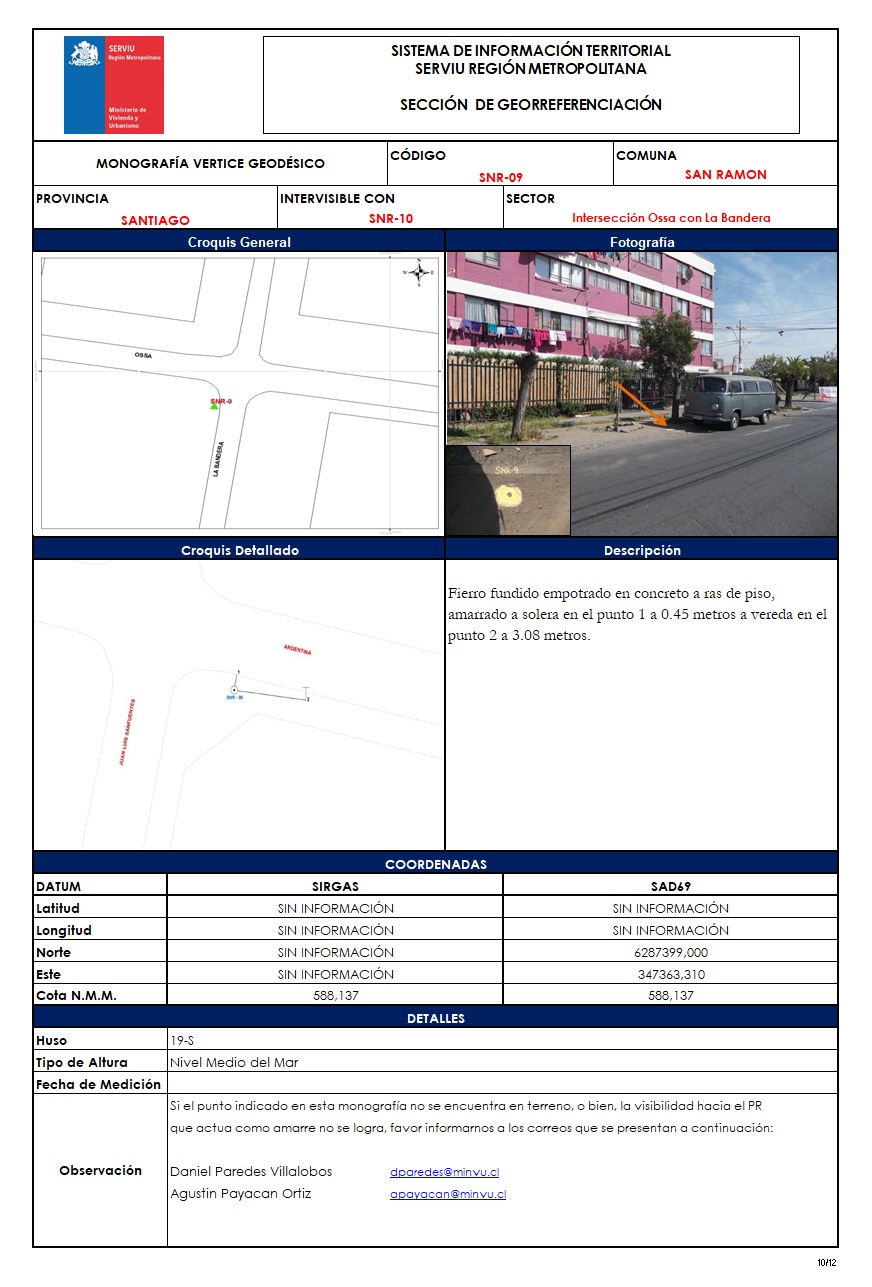 SERVIU
Región Metropolitana
Ministerio de
Vivienda y
Urbanismo
SISTEMA DE INFORMACIÓN TERRITORIAL
SERVIU REGIÓN METROPOLITANA
SECCIÓN DE GEORREFERENCIACIÓN
MONOGRAFÍA VERTICE GEODÉSICO
CÓDIGO
SNR-09
COMUNA
SAN RAMON
PROVINCIA
SANTIAGO
INTERVISIBLE CON
SNR-10
SECTOR
Intersección Ossa con La Bandera
Croquis General
Fotografía
N
W E
S
OSSA
SNR-9
LA BANDERA
SNR-9
Croquis Detallado
Descripción
Fierro fundido empotrado en concreto a ras de piso,
amarrado a solera en el punto 1 a 0.45 metros a vereda en el
punto 2 a 3.08 metros.
ARGENTINA
1
2
JUAN LUIS SANFUENTES
COORDENADAS
DATUM SIRGAS SAD69
Latitud SIN INFORMACIÓN SIN INFORMACIÓN
Longitud SIN INFORMACIÓN SIN INFORMACIÓN
Norte SIN INFORMACIÓN 6287399,000
Este SIN INFORMACIÓN 347363,310
Cota N.M.M. 588,137 588,137
DETALLES
Huso 19-S
Tipo de Altura Nivel Medio del Mar
Fecha de Medición
Observación
Si el punto indicado en esta monografía no se encuentra en terreno, o bien, la visibilidad hacia el PR
que actua como amarre no se logra, favor informarnos a los correos que se presentan a continuación:
Daniel Paredes Villalobos dparedes@minvu.cl
Agustin Payacan Ortiz apayacan@minvu.cl
10/12